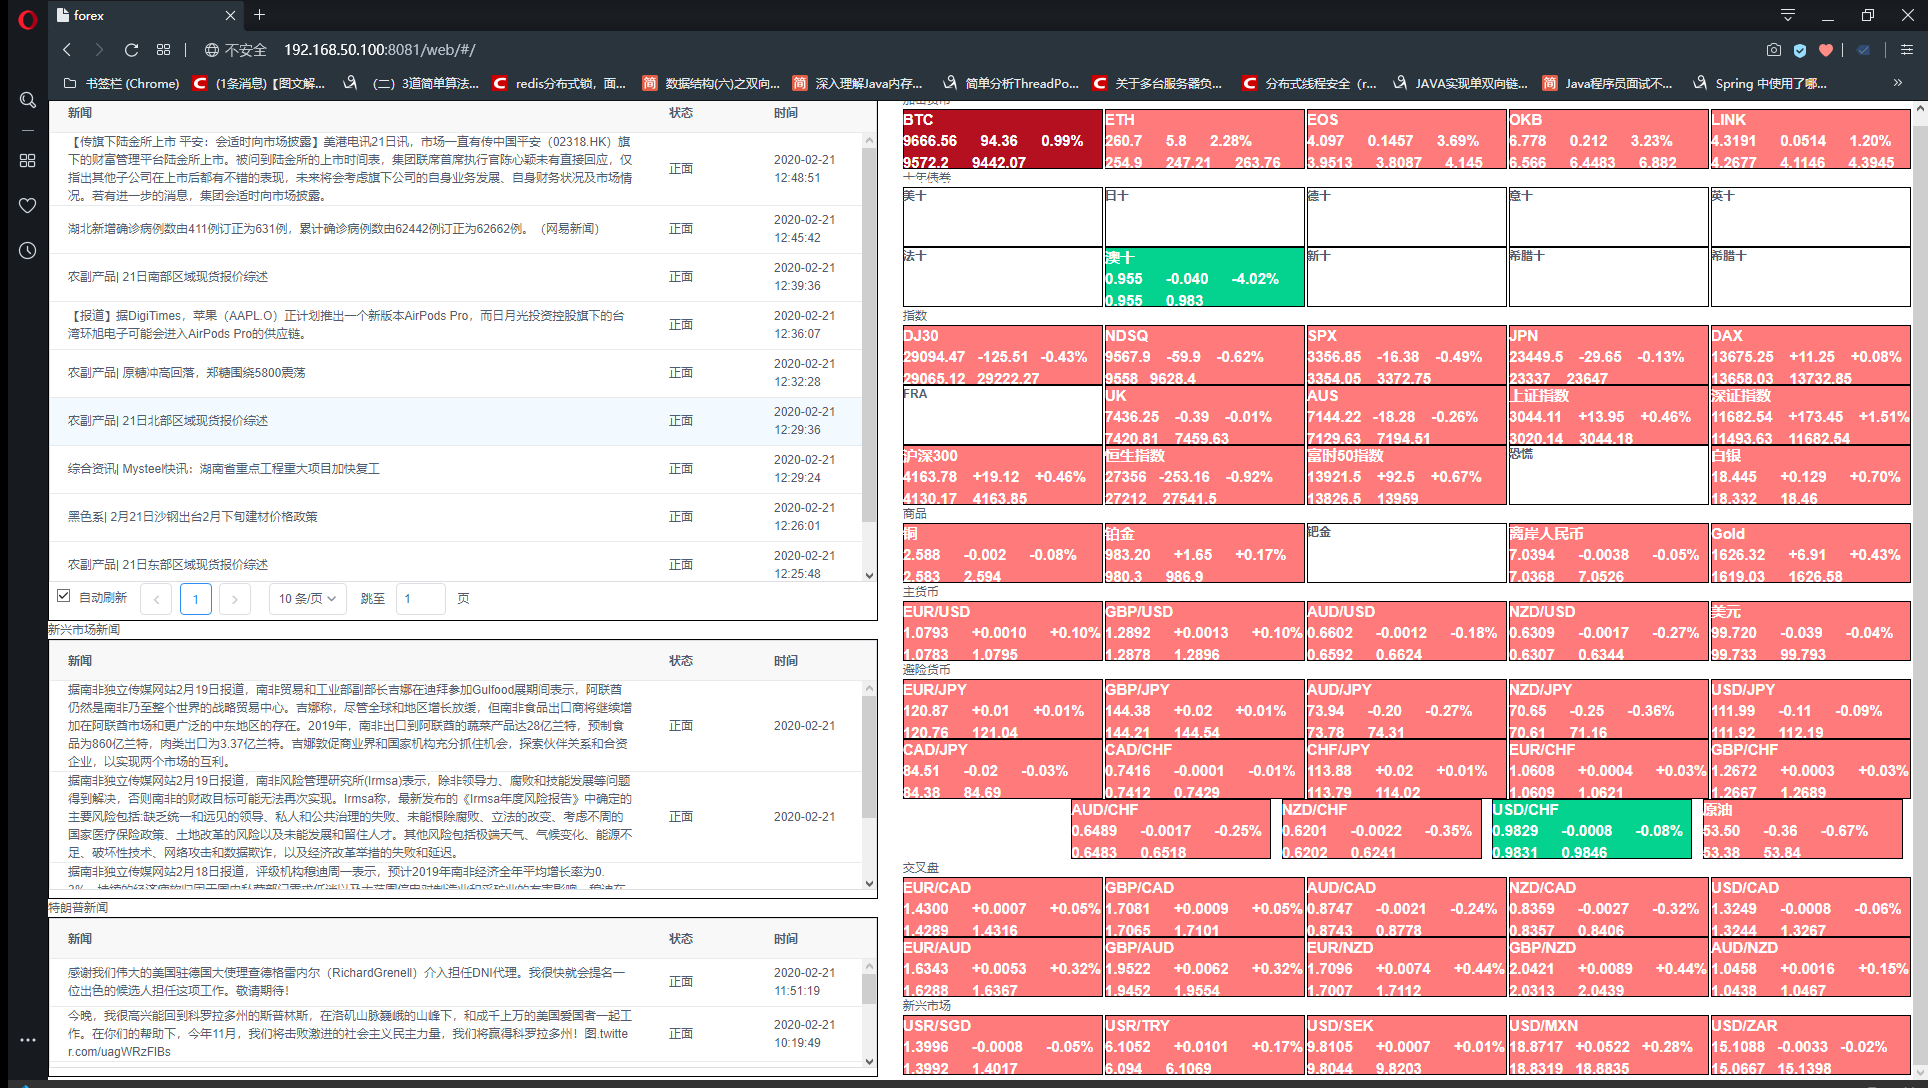 forex
不安全 192.168.50.100:8081/web/#/
书签栏 (Chrome) (1条消息)【图文解... （二）3道简单算法... redis分布式锁，面... 数据结构(六)之双向... 深入理解Java内存... 简单分析ThreadPo... 关于多台服务器负... 分布式线程安全（r... JAVA实现单双向链... Java程序员面试不... Spring 中使用了哪...
新闻 状态 时间
【传旗下陆金所上市 平安：会适时向市场披露】美港电讯21日讯，市场一直有传中国平安（02318.HK）旗
下的财富管理平台陆金所上市。被问到陆金所的上市时间表，集团联席首席执行官陈心颖未有直接回应，仅
指出其他子公司在上市后都有不错的表现，未来将会考虑旗下公司的自身业务发展、自身财务状况及市场情
况。若有进一步的消息，集团会适时向市场披露。
正面
2020-02-21
12:48:51
湖北新增确诊病例数由411例订正为631例，累计确诊病例数由62442例订正为62662例。（网易新闻）
正面
2020-02-21
12:45:42
农副产品| 21日南部区域现货报价综述
正面
2020-02-21
12:39:36
【报道】据DigiTimes，苹果（AAPL.O）正计划推出一个新版本AirPods Pro，而日月光投资控股旗下的台
湾环旭电子可能会进入AirPods Pro的供应链。
正面
2020-02-21
12:36:07
农副产品| 原糖冲高回落，郑糖围绕5800震荡
正面
2020-02-21
12:32:28
农副产品| 21日北部区域现货报价综述
正面
2020-02-21
12:29:36
综合资讯| Mysteel快讯：湖南省重点工程重大项目加快复工
正面
2020-02-21
12:29:24
黑色系| 2月21日沙钢出台2月下旬建材价格政策
正面
2020-02-21
12:26:01
农副产品| 21日东部区域现货报价综述
正面
2020-02-21
12:25:48
自动刷新 1 10 条/页 跳至 1 页
新兴市场新闻
新闻 状态 时间
据南非独立传媒网站2月19日报道，南非贸易和工业部副部长吉娜在迪拜参加Gulfood展期间表示，阿联酋
仍然是南非乃至整个世界的战略贸易中心。吉娜称，尽管全球和地区增长放缓，但南非食品出口商将继续增
加在阿联酋市场和更广泛的中东地区的存在。2019年，南非出口到阿联酋的蔬菜产品达28亿兰特，预制食
品为860亿兰特，肉类出口为3.37亿兰特。吉娜敦促商业界和国家机构充分抓住机会，探索伙伴关系和合资
企业，以实现两个市场的互利。
正面
2020-02-21
据南非独立传媒网站2月19日报道，南非风险管理研究所(Irmsa)表示，除非领导力、腐败和技能发展等问题
得到解决，否则南非的财政目标可能无法再次实现。Irmsa称，最新发布的《Irmsa年度风险报告》中确定的
主要风险包括:缺乏统一和远见的领导、私人和公共治理的失败、未能根除腐败、立法的改变、考虑不周的
国家医疗保险政策、土地改革的风险以及未能发展和留住人才。其他风险包括极端天气、气候变化、能源不
足、破坏性技术、网络攻击和数据欺诈，以及经济改革举措的失败和延迟。
正面
2020-02-21
据南非独立传媒网站2月18日报道，评级机构穆迪周一表示，预计2019年南非经济全年平均增长率为0.
特朗普新闻
新闻 状态 时间
感谢我们伟大的美国驻德国大使理查德格雷内尔（RichardGrenell）介入担任DNI代理。我很快就会提名一
位出色的候选人担任这项工作。敬请期待！
正面
2020-02-21
11:51:19
今晚，我很高兴能回到科罗拉多州的斯普林斯，在洛矶山脉巍峨的山峰下，和成千上万的美国爱国者一起工
作。在你们的帮助下，今年11月，我们将击败激进的社会主义民主力量，我们将赢得科罗拉多州！图.twitte
r.com/uagWRzFIBs
正面
2020-02-21
10:19:49
加密货币
BTC ETH EOS OKB LINK
9666.56 94.36 0.99% 260.7 5.8 2.28% 4.097 0.1457 3.69% 6.778 0.212 3.23% 4.3191 0.0514 1.20%
9572.2 9442.07 254.9 247.21 263.76 3.9513 3.8087 4.145 6.566 6.4483 6.882 4.2677 4.1146 4.3945
十年债券
美十 日十 德十 意十 英十
法十 澳十 新十 希腊十 希腊十
0.955 -0.040 -4.02%
0.955 0.983
指数
DJ30 NDSQ SPX JPN DAX
29094.47 -125.51 -0.43% 9567.9 -59.9 -0.62% 3356.85 -16.38 -0.49% 23449.5 -29.65 -0.13% 13675.25 +11.25 +0.08%
29065.12 29222.27 9558 9628.4 3354.05 3372.75 23337 23647 13658.03 13732.85
FRA UK AUS 上证指数 深证指数
7436.25 -0.39 -0.01% 7144.22 -18.28 -0.26% 3044.11 +13.95 +0.46% 11682.54 +173.45 +1.51%
7420.81 7459.63 7129.63 7194.51 3020.14 3044.18 11493.63 11682.54
沪深300 恒生指数 富时50指数 恐慌 白银
4163.78 +19.12 +0.46% 27356 -253.16 -0.92% 13921.5 +92.5 +0.67% 18.445 +0.129 +0.70%
4130.17 4163.85 27212 27541.5 13826.5 13959 18.332 18.46
商品
铜 铂金 钯金 离岸人民币 Gold
2.588 -0.002 -0.08% 983.20 +1.65 +0.17% 7.0394 -0.0038 -0.05% 1626.32 +6.91 +0.43%
2.583 2.594 980.3 986.9 7.0368 7.0526 1619.03 1626.58
主货币
EUR/USD GBP/USD AUD/USD NZD/USD 美元
1.0793 +0.0010 +0.10% 1.2892 +0.0013 +0.10% 0.6602 -0.0012 -0.18% 0.6309 -0.0017 -0.27% 99.720 -0.039 -0.04%
1.0783 1.0795 1.2878 1.2896 0.6592 0.6624 0.6307 0.6344 99.733 99.793
避险货币
EUR/JPY GBP/JPY AUD/JPY NZD/JPY USD/JPY
120.87 +0.01 +0.01% 144.38 +0.02 +0.01% 73.94 -0.20 -0.27% 70.65 -0.25 -0.36% 111.99 -0.11 -0.09%
120.76 121.04 144.21 144.54 73.78 74.31 70.61 71.16 111.92 112.19
CAD/JPY CAD/CHF CHF/JPY EUR/CHF GBP/CHF
84.51 -0.02 -0.03% 0.7416 -0.0001 -0.01% 113.88 +0.02 +0.01% 1.0608 +0.0004 +0.03% 1.2672 +0.0003 +0.03%
84.38 84.69 0.7412 0.7429 113.79 114.02 1.0609 1.0621 1.2667 1.2689
AUD/CHF NZD/CHF USD/CHF 原油
0.6489 -0.0017 -0.25% 0.6201 -0.0022 -0.35% 0.9829 -0.0008 -0.08% 53.50 -0.36 -0.67%
0.6483 0.6518 0.6202 0.6241 0.9831 0.9846 53.38 53.84
交叉盘
EUR/CAD GBP/CAD AUD/CAD NZD/CAD USD/CAD
1.4300 +0.0007 +0.05% 1.7081 +0.0009 +0.05% 0.8747 -0.0021 -0.24% 0.8359 -0.0027 -0.32% 1.3249 -0.0008 -0.06%
1.4289 1.4316 1.7065 1.7101 0.8743 0.8778 0.8357 0.8406 1.3244 1.3267
EUR/AUD GBP/AUD EUR/NZD GBP/NZD AUD/NZD
1.6343 +0.0053 +0.32% 1.9522 +0.0062 +0.32% 1.7096 +0.0074 +0.44% 2.0421 +0.0089 +0.44% 1.0458 +0.0016 +0.15%
1.6288 1.6367 1.9452 1.9554 1.7007 1.7112 2.0313 2.0439 1.0438 1.0467
新兴市场
USR/SGD USR/TRY USD/SEK USD/MXN USD/ZAR
1.3996 -0.0008 -0.05% 6.1052 +0.0101 +0.17% 9.8105 +0.0007 +0.01% 18.8717 +0.0522 +0.28% 15.1088 -0.0033 -0.02%
1.3992 1.4017 6.094 6.1069 9.8044 9.8203 18.8319 18.8835 15.0667 15.1398